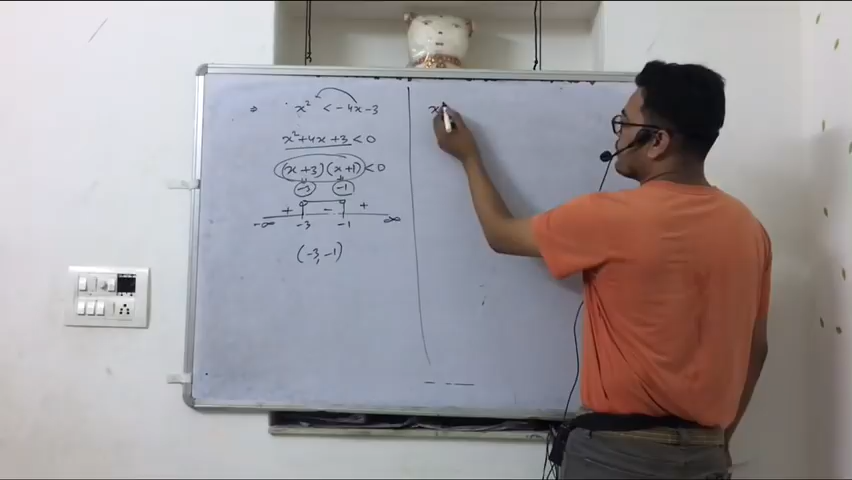 ⇒ x² < -4x-3
x²+4x+3 < 0
(x+3)(x+1) < 0
-3 -1
+ - +
-∞ -3 -1 ∞
(-3,-1)
x